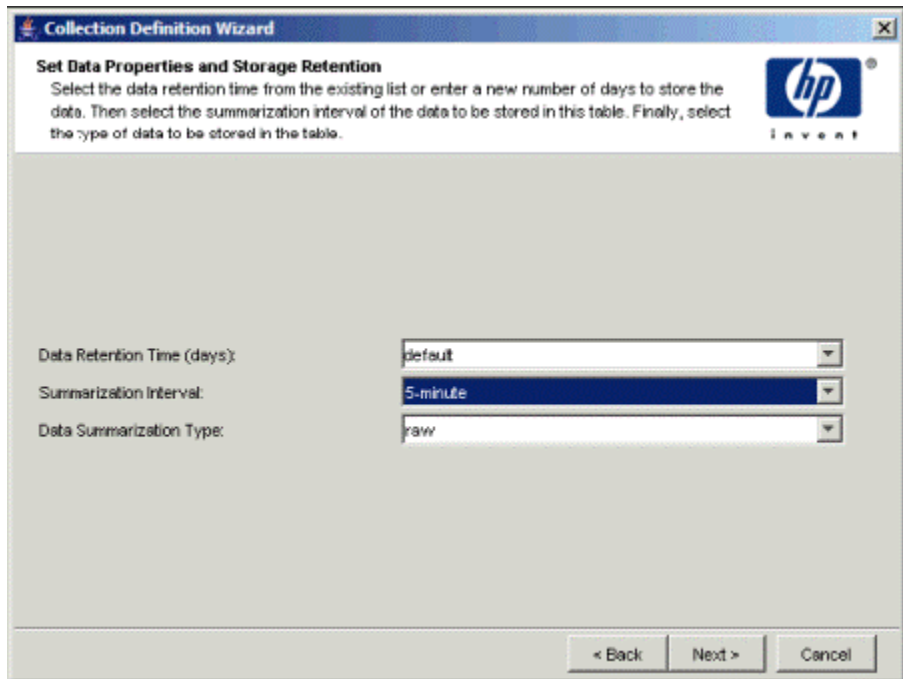 Collection Definition Wizard
Set Data Properties and Storage Retention
Select the data retention time from the existing list or enter a new number of days to store the
data. Then select the summarization interval of the data to be stored in this table. Finally, select
the type of data to be stored in the table.
hp
®
invent
Data Retention Time (days):
default
Summarization Interval:
5-minute
Data Summarization Type:
raw
< Back
Next >
Cancel